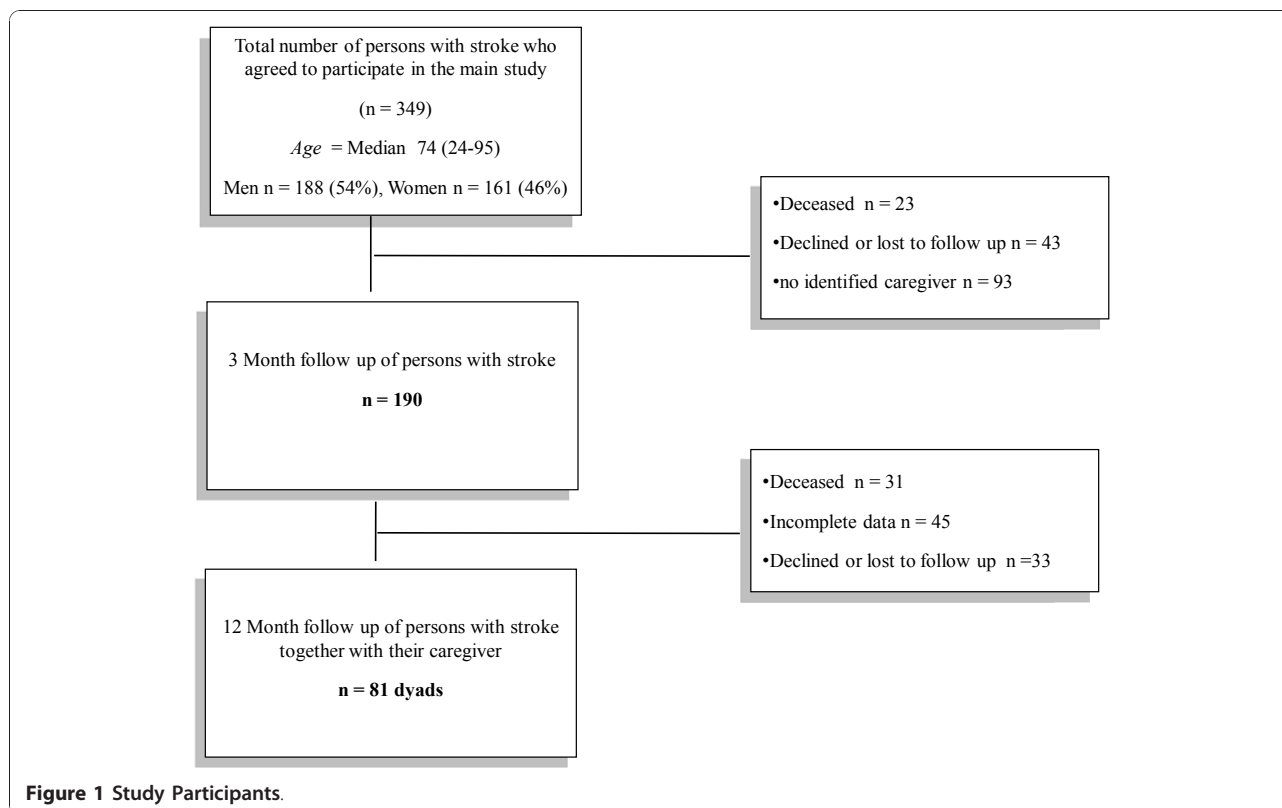 Total number of persons with stroke who
agreed to participate in the main study
(n = 349)
Age = Median 74 (24-95)
Men n = 188 (54%), Women n = 161 (46%)
•Deceased n = 23
•Declined or lost to follow up n = 43
•no identified caregiver n = 93
3 Month follow up of persons with stroke
n = 190
•Deceased n = 31
•Incomplete data n = 45
•Declined or lost to follow up n =33
12 Month follow up of persons with stroke
together with their caregiver
n = 81 dyads
Figure 1 Study Participants.